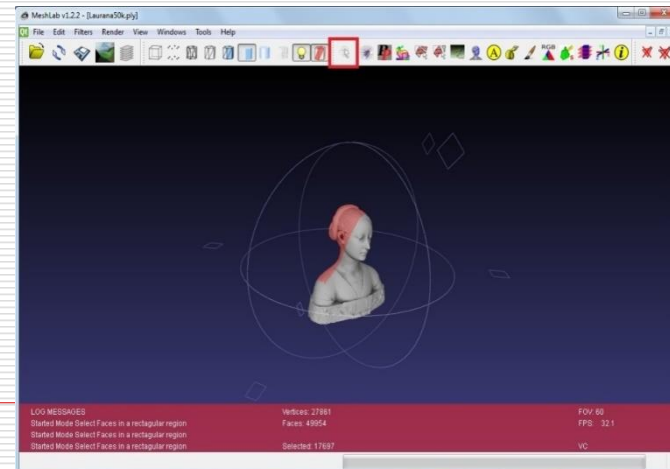 MeshLab v1.2.2 - [Laurana50k.ply]
File Edit Filters Render View Windows Tools Help
LOG MESSAGES
Started Mode Select Faces in a rectagular region
Started Mode Select Faces in a rectagular region
Started Mode Select Faces in a rectagular region
Vertices: 27861
Faces: 49954
Selected: 17697
FOV: 60
FPS: 32.1
VC